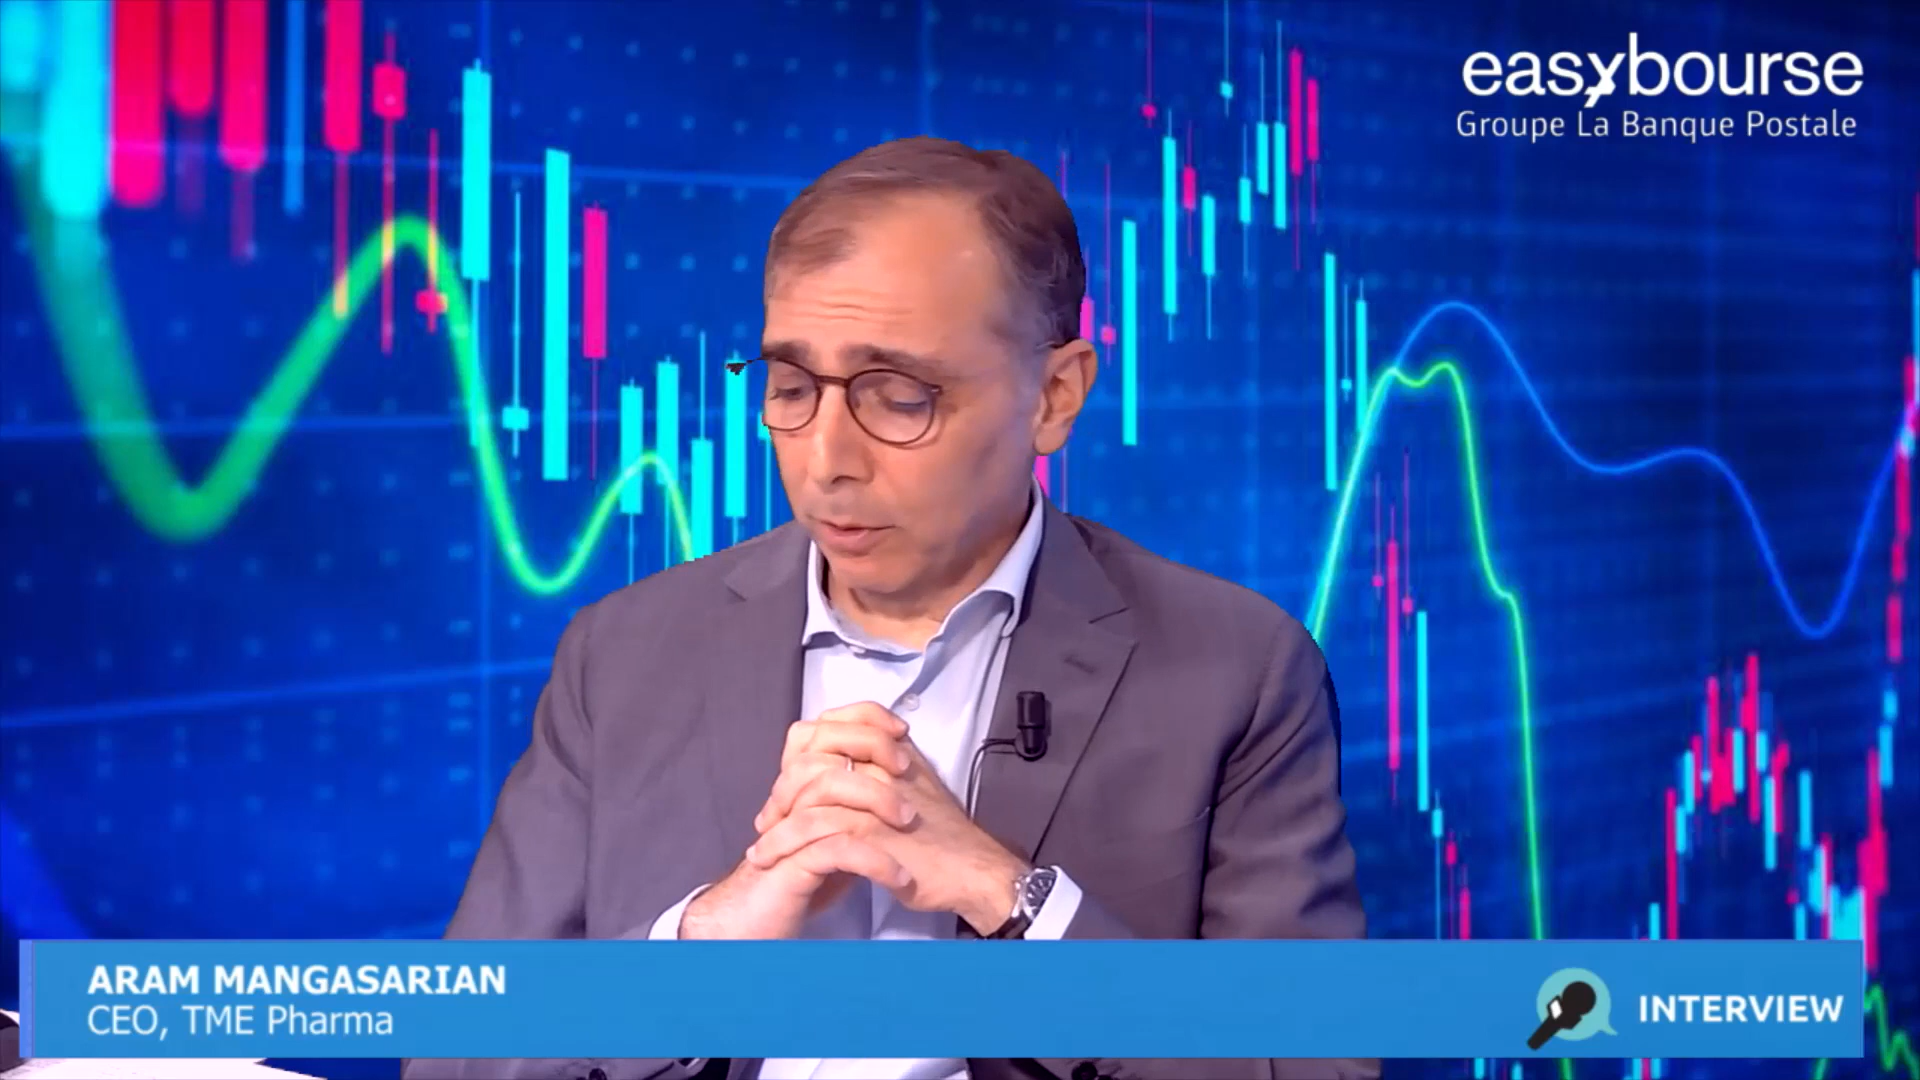 easybourse
Groupe La Banque Postale
ARAM MANGASARIAN
CEO, TME Pharma
INTERVIEW